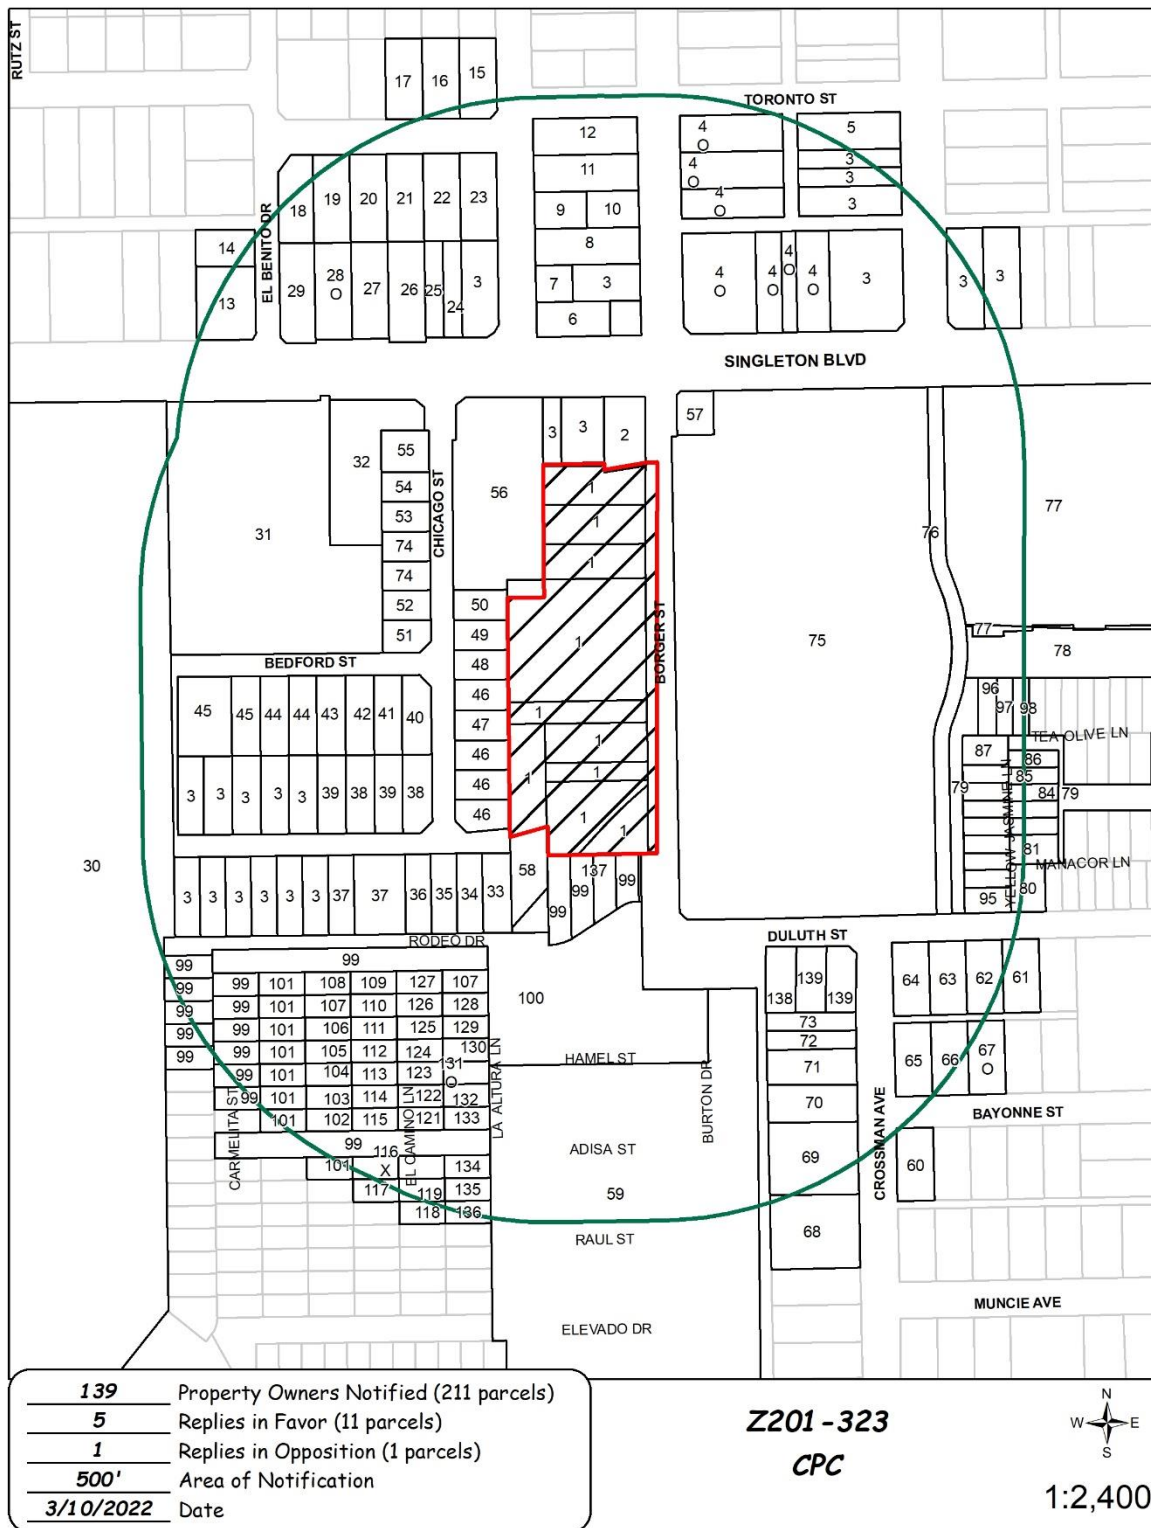 RUTZ ST
17 16 15
TORONTO ST
12
4
O
5
11
4
O
3
3
18 19 20 21 22 23
9 10
4
O
3
14
EL BENITO DR
8
13
29 28 27 26 25 24 3
O
7 3
6
4
O
4
O
4
O
4
O
3
3 3
SINGLETON BLVD
57
3 3 2
55
32
54
56
53
CHICAGO ST
31
74
74
52
51
1
1
1
1
1
1
1
1
1
1
BORGER ST
77
76
75
77
78
50
49
48
46
47
46
46
46
BEDFORD ST
45 45 44 44 43 42 41 40
3 3 3 3 3 39 38 39 38
96
97 98
TEA OLIVE LN
87
86
85
84 79
79
YELLOW JASMINE LN
81
MANACOR LN
80
95
30
3 3 3 3 3 3 37 37 36 35 34 33
58
99 99 137 99
RODEO DR
DULUTH ST
99
99
99 101 108 109 127 107
99
99 101 107 110 126 128
99
99 101 106 111 125 129
99
99 101 105 112 124 130
99
99 101 104 113 123 131
O
99 101 103 114 122 132
101 102 115 121 133
99
116
X
101
134
117
119 135
118 136
CARMELITA ST
EL CAMINO LN
LA ALTURA LN
100
HAMEL ST
BURTON DR
ADISA ST
59
RAUL ST
ELEVADO DR
138 139 139
73
72
71
70
69
68
CROSSMAN AVE
64 63 62 61
65 66 67
O
BAYONNE ST
60
MUNCIE AVE
139 Property Owners Notified (211 parcels)
5 Replies in Favor (11 parcels)
1 Replies in Opposition (1 parcels)
500' Area of Notification
3/10/2022 Date
Z201-323
CPC
N
W E
S
1:2,400